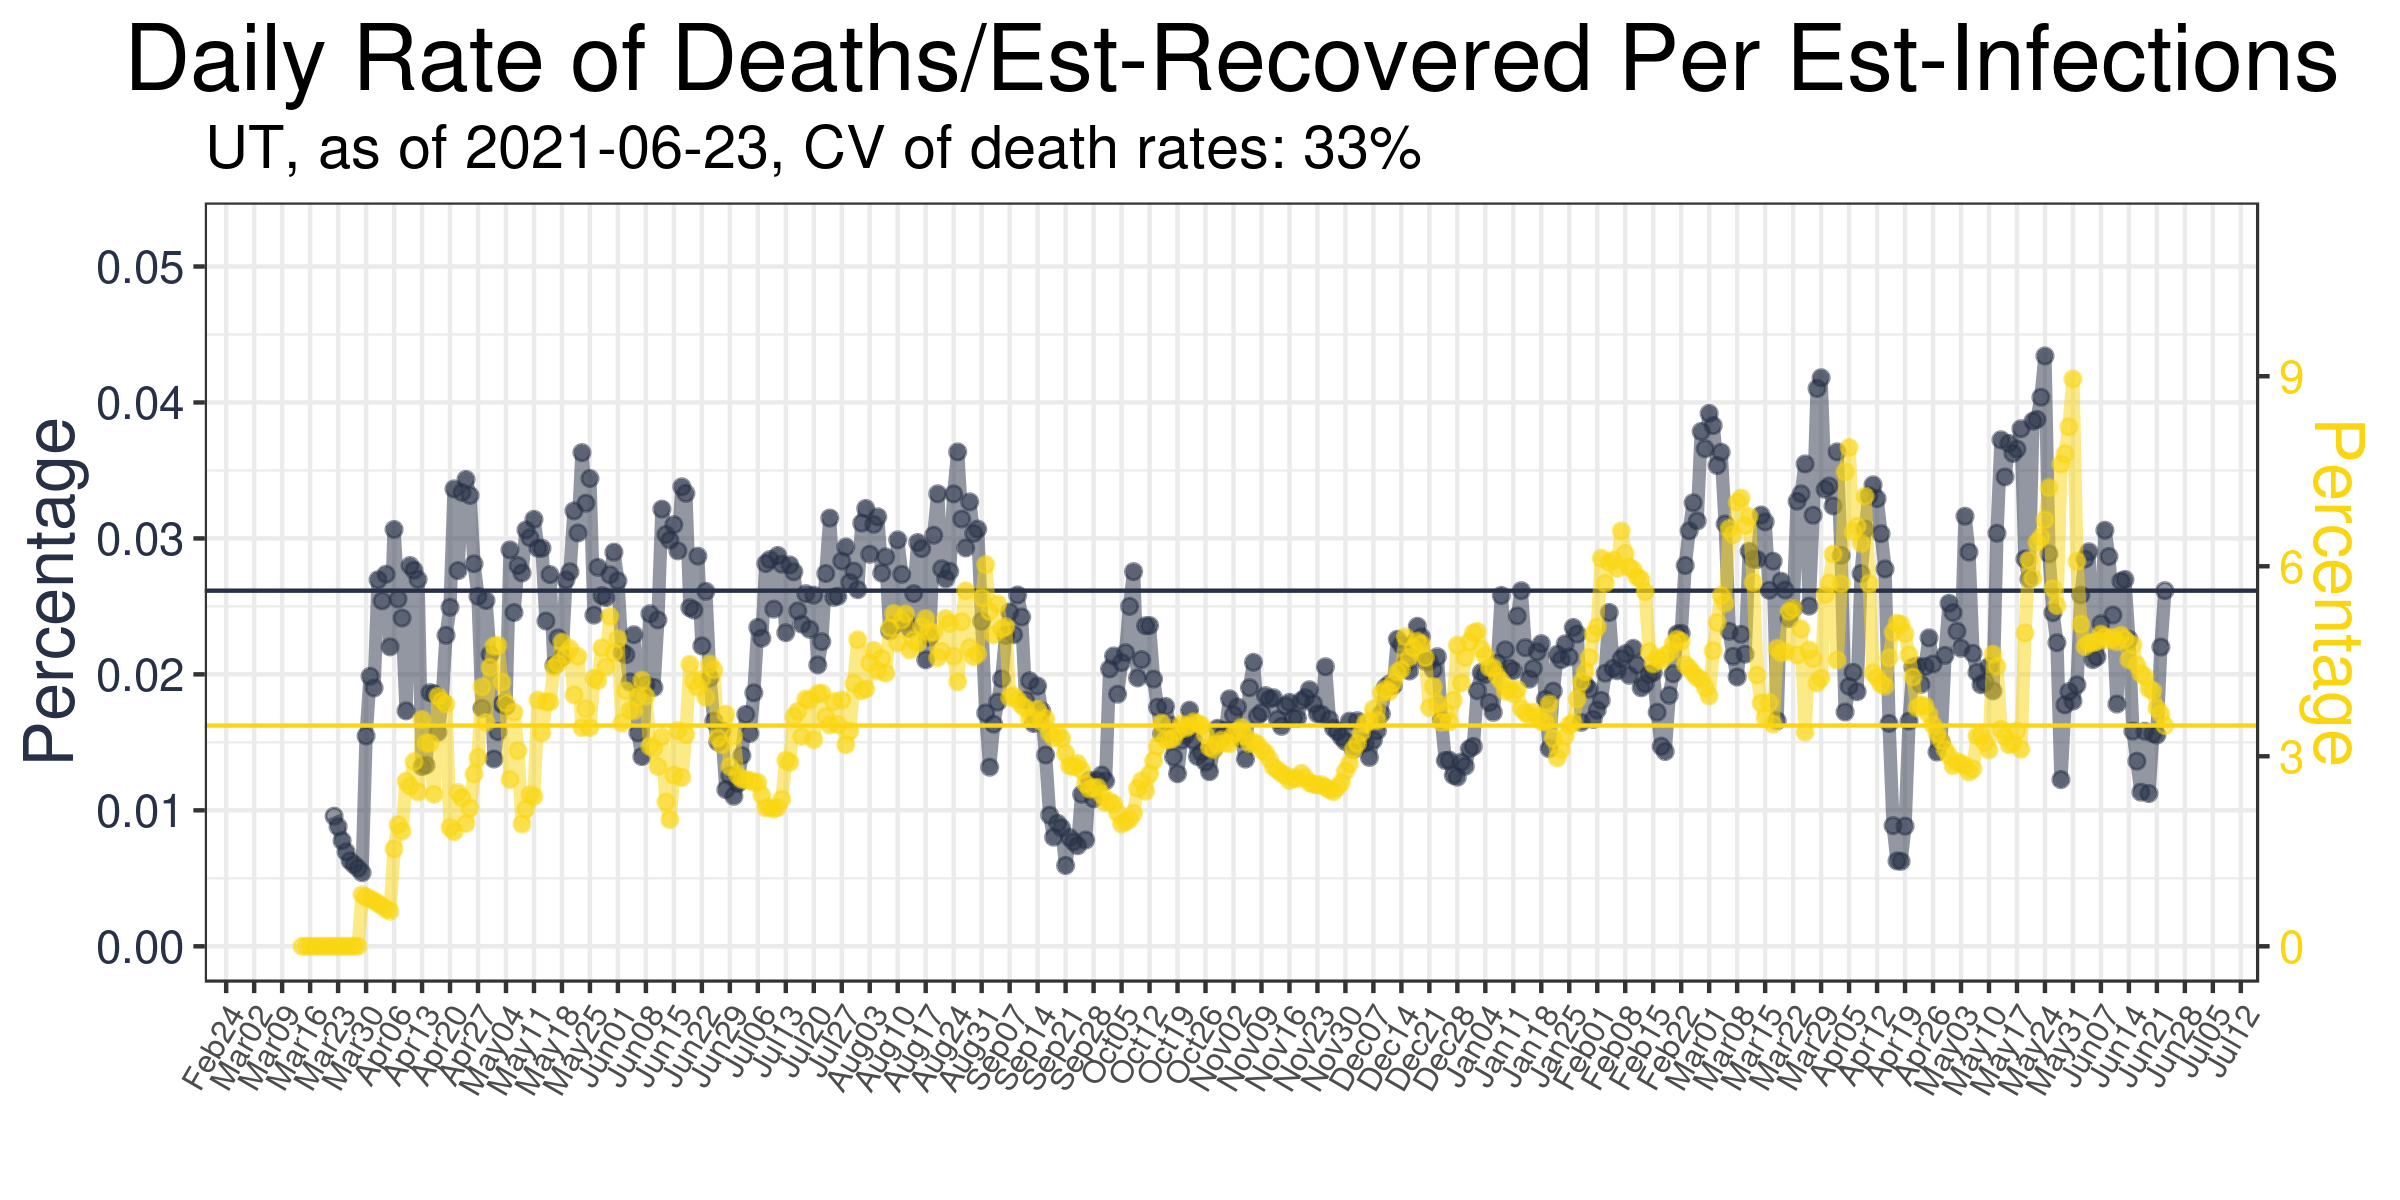 Daily Rate of Deaths/Est-Recovered Per Est-Infections
UT, as of 2021-06-23, CV of death rates: 33%
Percentage
0.05
0.04
0.03
0.02
0.01
0.00
9
6
3
0
Percentage
Feb24
Mar02
Mar09
Mar16
Mar23
Mar30
Apr06
Apr13
Apr20
Apr27
May04
May11
May18
May25
Jun01
Jun08
Jun15
Jun22
Jun29
Jul06
Jul13
Jul20
Jul27
Aug03
Aug10
Aug17
Aug24
Aug31
Sep07
Sep14
Sep21
Sep28
Oct05
Oct12
Oct19
Oct26
Nov02
Nov09
Nov16
Nov23
Nov30
Dec07
Dec14
Dec21
Dec28
Jan04
Jan11
Jan18
Jan25
Feb01
Feb08
Feb15
Feb22
Mar01
Mar08
Mar15
Mar22
Mar29
Apr05
Apr12
Apr19
Apr26
May03
May10
May17
May24
May31
Jun07
Jun14
Jun21
Jun28
Jul05
Jul12